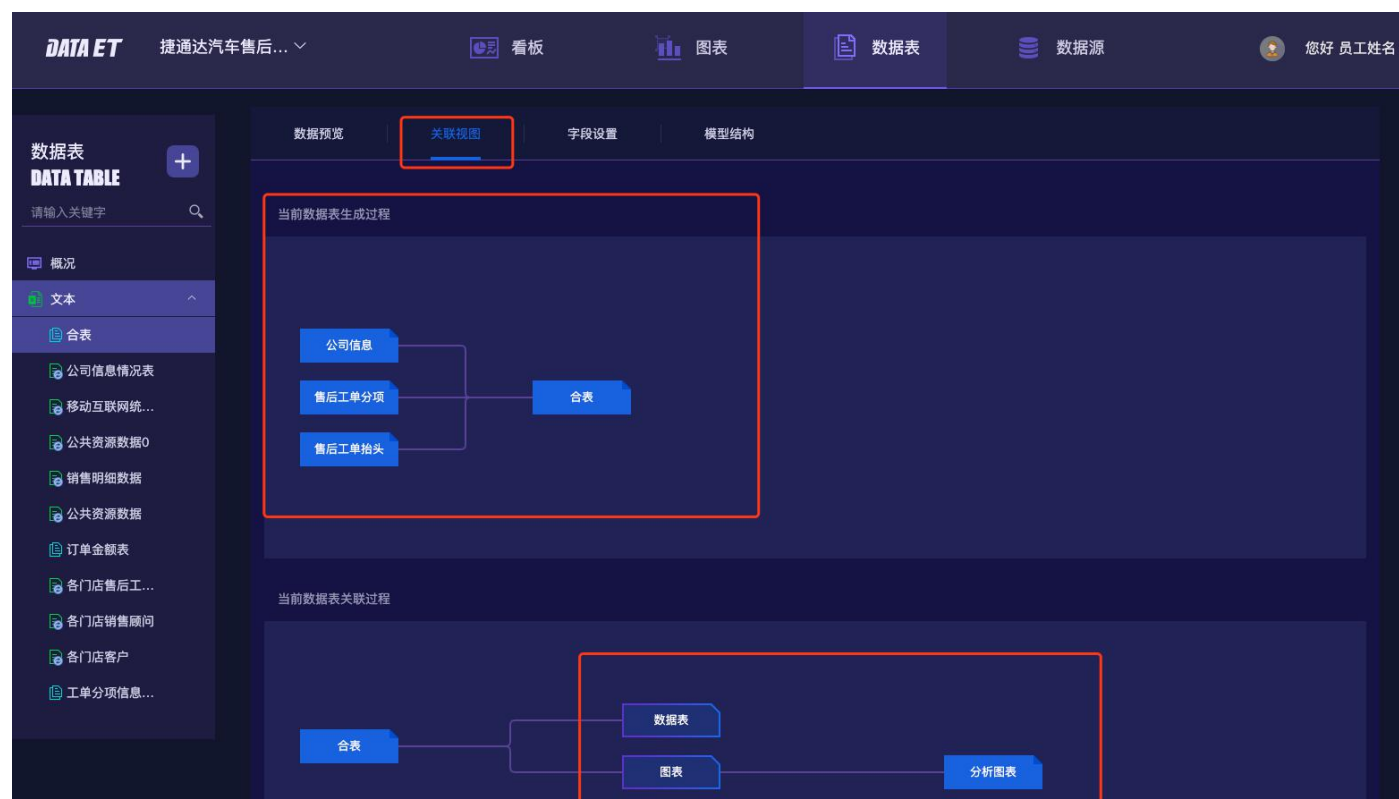 DATA ET
捷通达汽车售后...
看板
图表
数据表
数据源
您好 员工姓名
数据表
DATA TABLE
请输入关键字
概况
文本
合表
公司信息情况表
移动互联网统...
公共资源数据0
销售明细数据
公共资源数据
订单金额表
各门店售后工...
各门店销售顾问
各门店客户
工单分项信息...
数据预览
关联视图
字段设置
模型结构
当前数据表生成过程
公司信息
售后工单分项
售后工单抬头
合表
当前数据表关联过程
合表
数据表
图表
分析图表